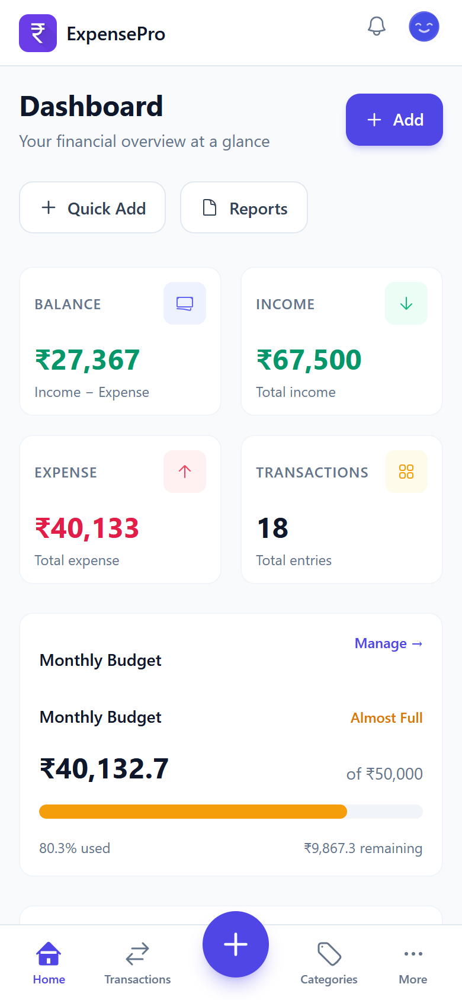 ₹ ExpensePro
Dashboard
Your financial overview at a glance
+ Add
+ Quick Add
Reports
BALANCE
₹27,367
Income − Expense
INCOME
₹67,500
Total income
EXPENSE
₹40,133
Total expense
TRANSACTIONS
18
Total entries
Monthly Budget
Manage →
Monthly Budget
Almost Full
₹40,132.7
of ₹50,000
80.3% used
₹9,867.3 remaining
Home
Transactions
Categories
More